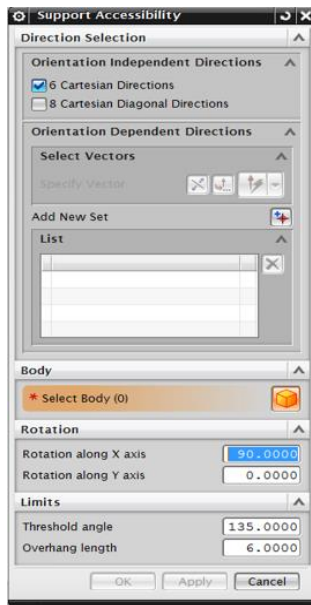 Support Accessibility
Direction Selection
Orientation Independent Directions
6 Cartesian Directions
8 Cartesian Diagonal Directions
Orientation Dependent Directions
Select Vectors
Specify Vector
Add New Set
List
Body
* Select Body (0)
Rotation
Rotation along X axis 90.0000
Rotation along Y axis 0.0000
Limits
Threshold angle 135.0000
Overhang length 6.0000
OK Apply Cancel